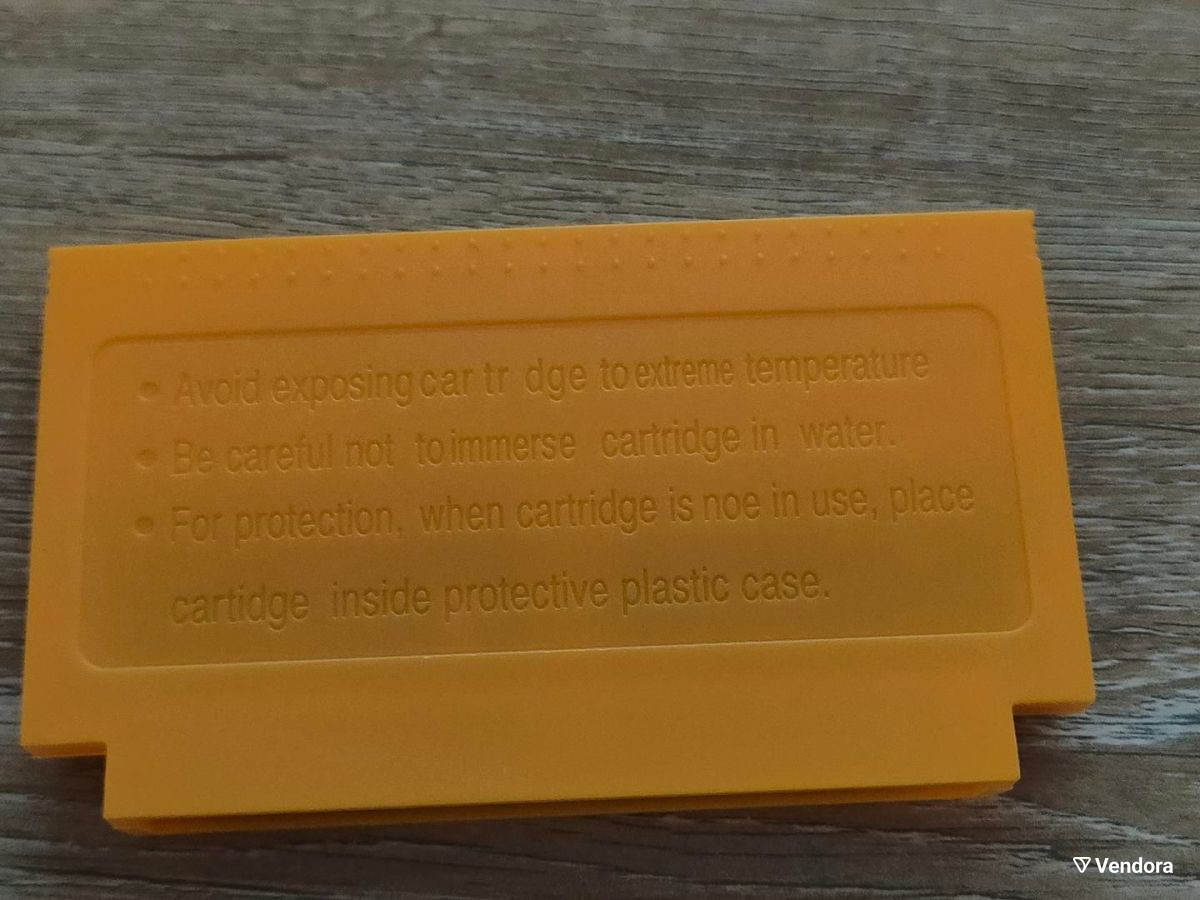 • Avoid exposing car tr dge to extreme temperature
• Be careful not to immerse cartridge in water.
• For protection, when cartridge is noe in use, place
cartidge inside protective plastic case.
Vendora